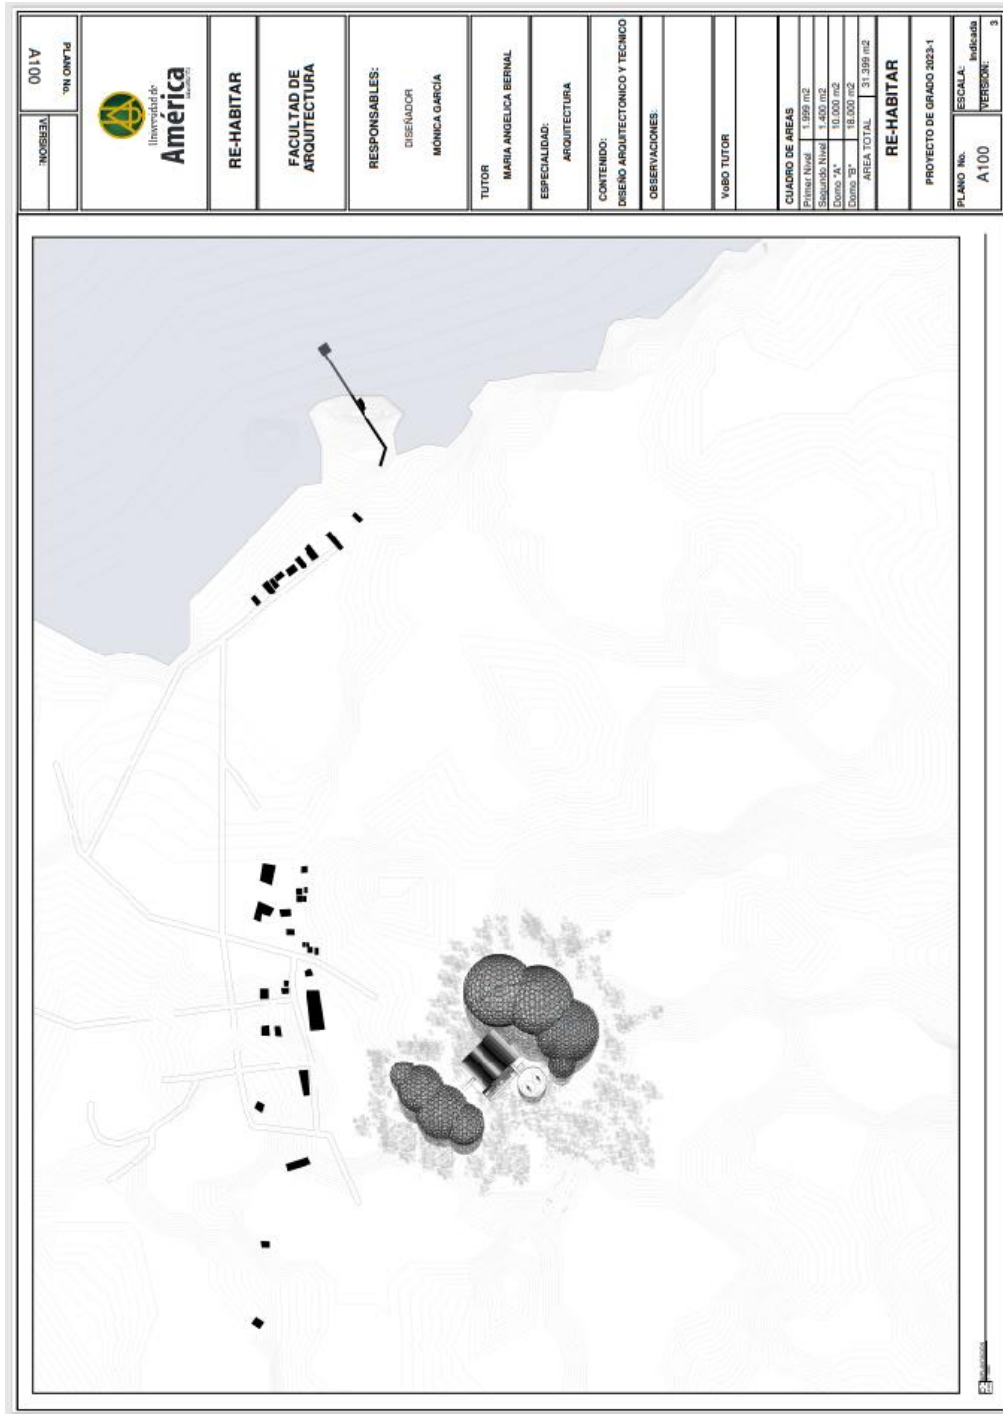 PLANO No.
A100
VERSION:
Universidad de
América
RE-HABITAR
FACULTAD DE
ARQUITECTURA
RESPONSABLES:
DISEÑADOR
MÓNICA GARCÍA
TUTOR
MARIA ANGELICA BERNAL
ESPECIALIDAD:
ARQUITECTURA
CONTENIDO:
DISEÑO ARQUITECTONICO Y TECNICO
OBSERVACIONES:
VoBO TUTOR
CUADRO DE AREAS
Primer Nivel 1.999 m2
Segundo Nivel 1.400 m2
Domo "A" 10.000 m2
Domo "B" 18.000 m2
AREA TOTAL 31.399 m2
RE-HABITAR
PROYECTO DE GRADO 2023-1
PLANO No.
A100
ESCALA:
Indicada
VERSION:
3